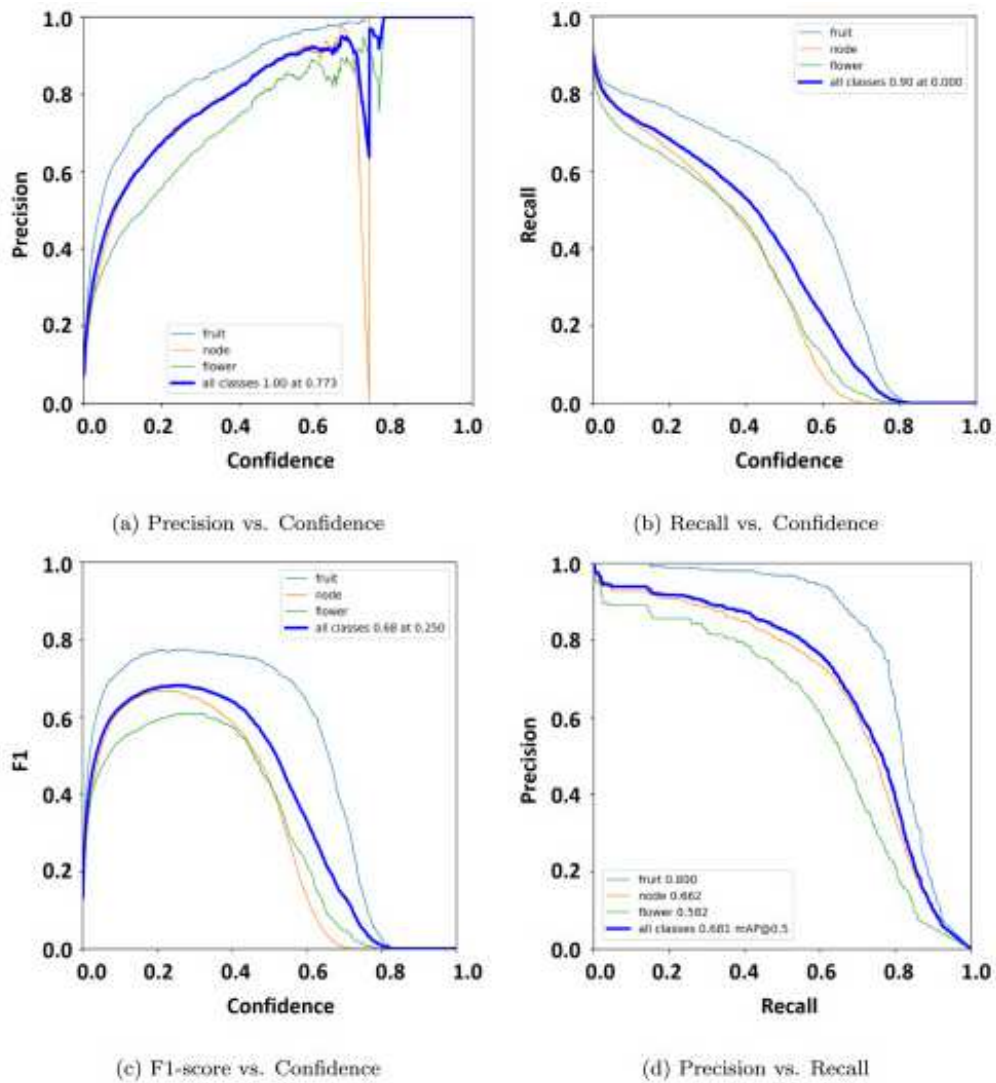 1.0
0.8
0.6
0.4
0.2
0.0
Precision
fruit
node
flower
all classes 1.00 at 0.773
0.0 0.2 0.4 0.6 0.8 1.0
Confidence
(a) Precision vs. Confidence
1.0
0.8
0.6
0.4
0.2
0.0
Recall
fruit
node
flower
all classes 0.90 at 0.000
0.0 0.2 0.4 0.6 0.8 1.0
Confidence
(b) Recall vs. Confidence
1.0
0.8
0.6
0.4
0.2
0.0
F1
fruit
node
flower
all classes 0.68 at 0.250
0.0 0.2 0.4 0.6 0.8 1.0
Confidence
(c) F1-score vs. Confidence
1.0
0.8
0.6
0.4
0.2
0.0
Precision
fruit 0.800
node 0.662
flower 0.582
all classes 0.681 mAP@0.5
0.0 0.2 0.4 0.6 0.8 1.0
Recall
(d) Precision vs. Recall